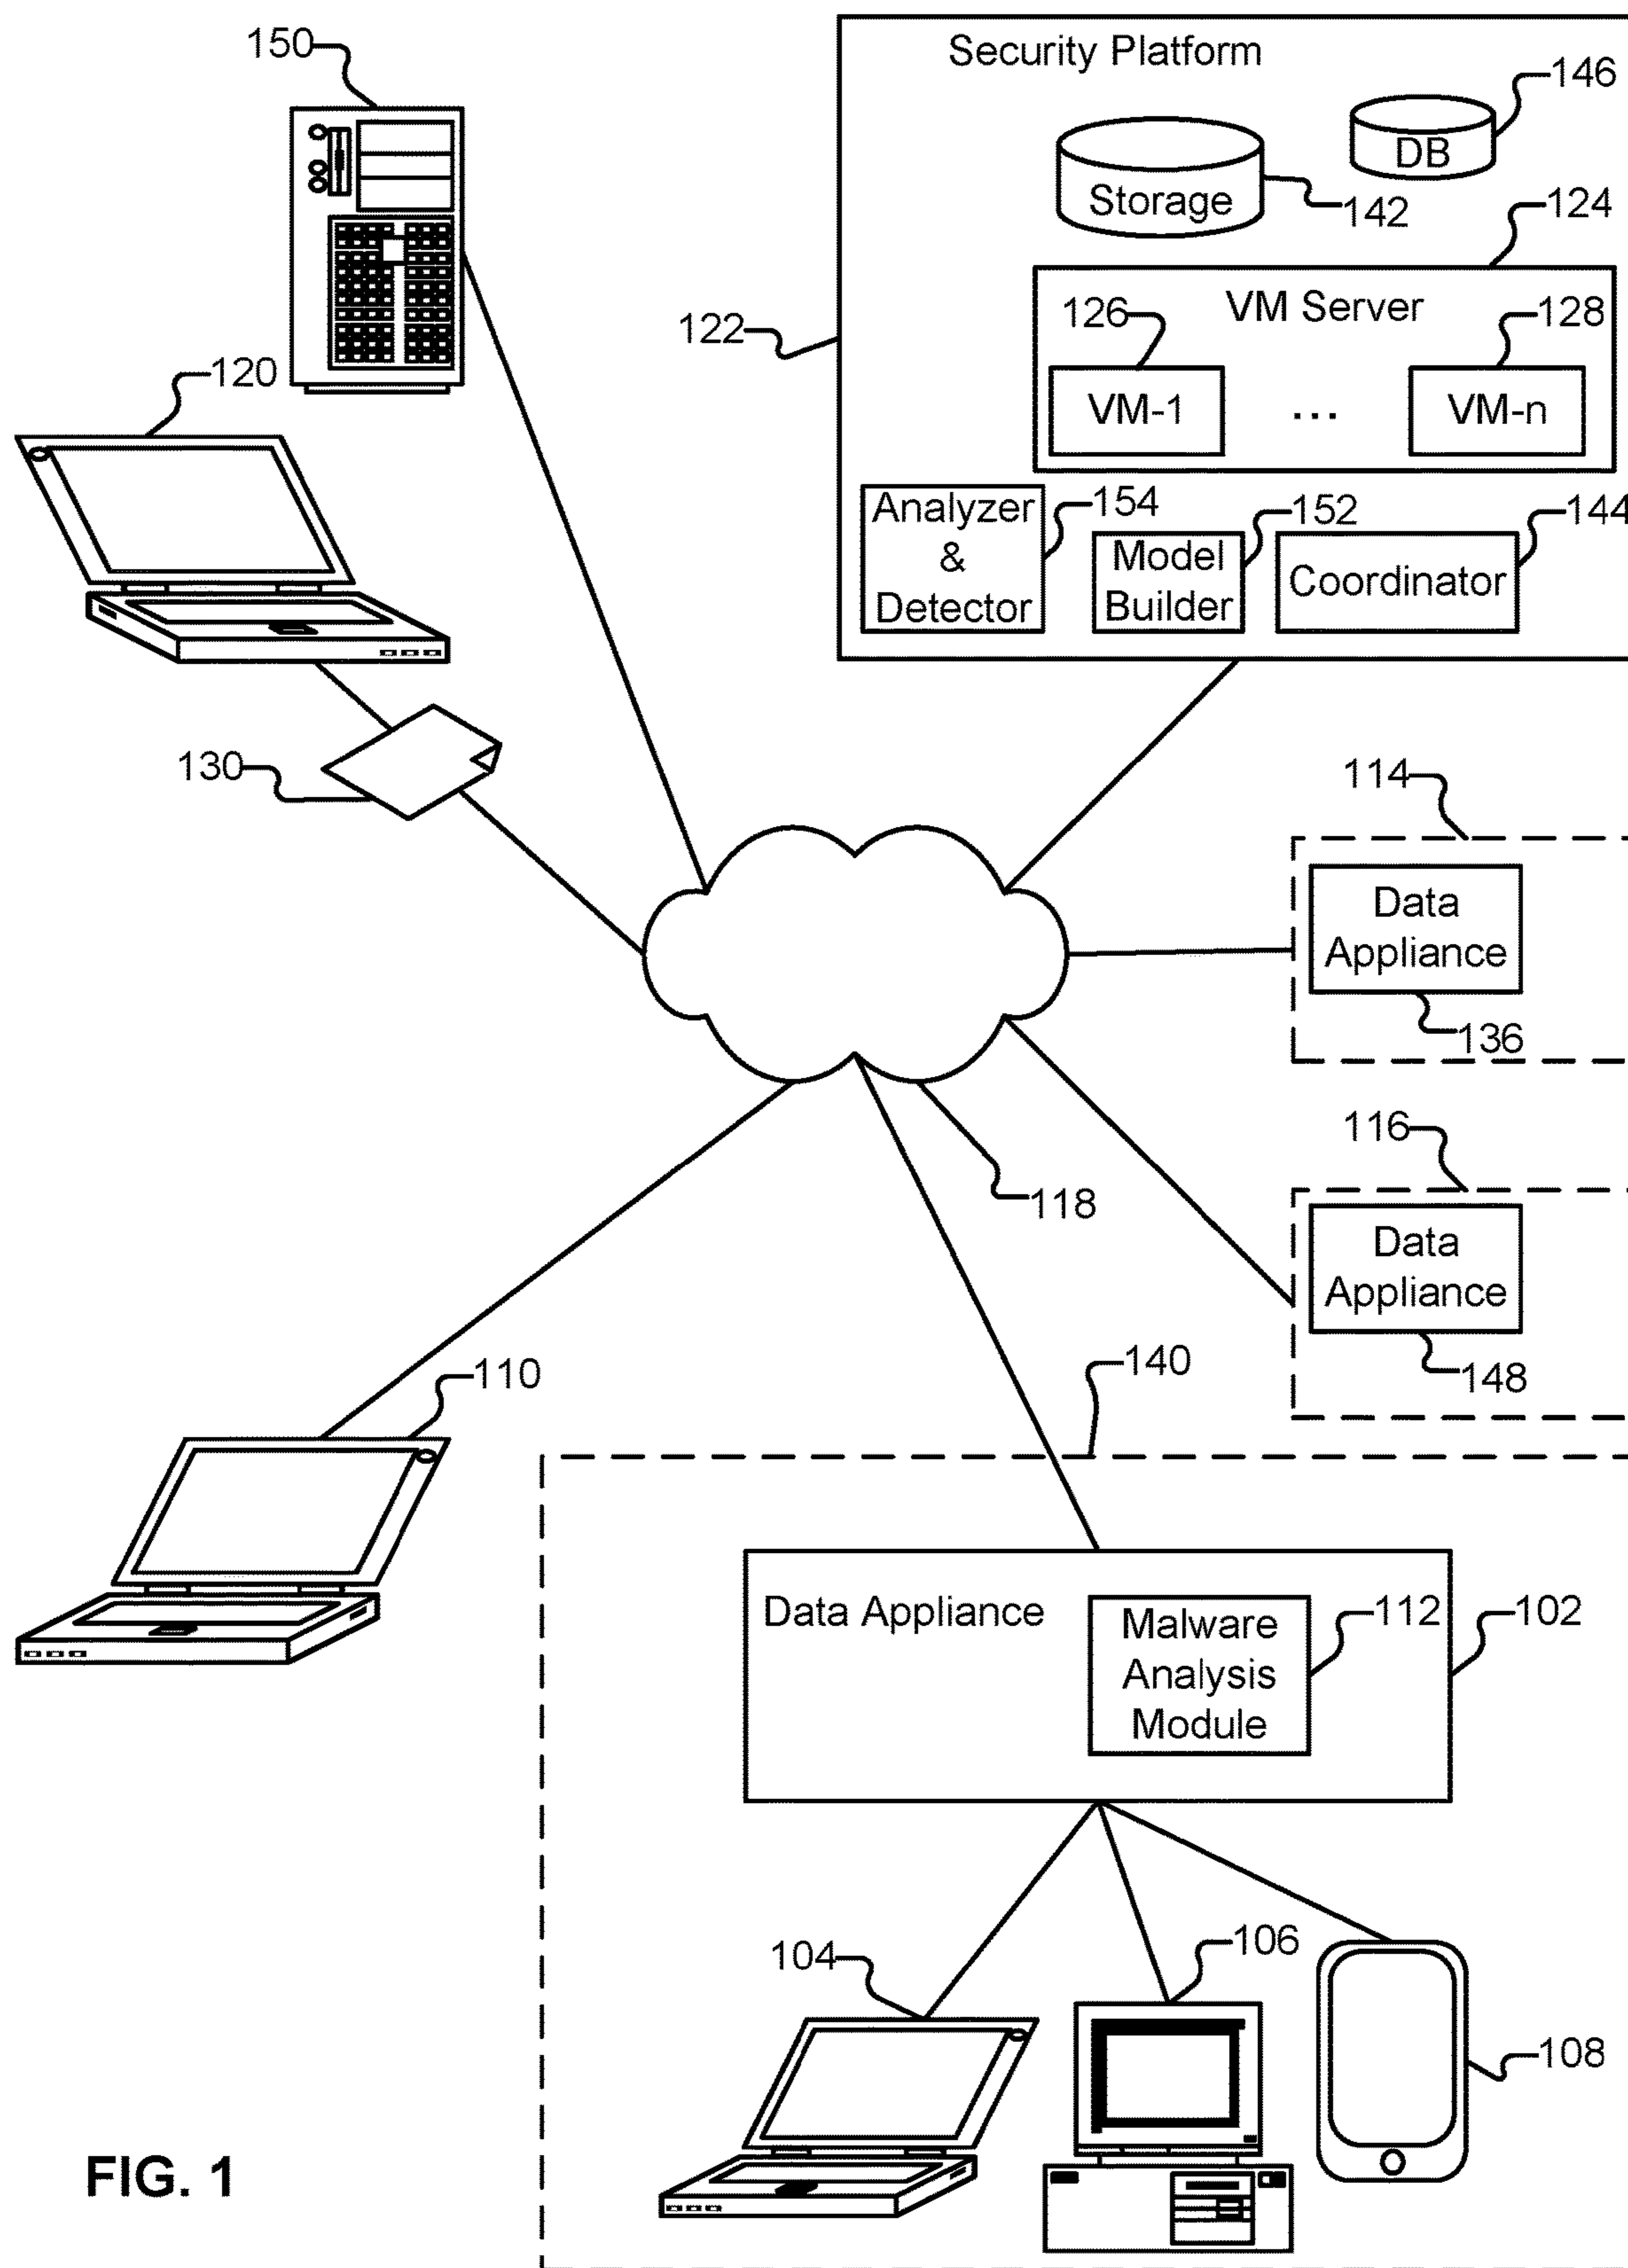 150
Security Platform
146
DB
Storage
142
124
120
122
VM Server
126
128
VM-1
...
VM-n
Analyzer
&
Detector
154
Model
Builder
152
Coordinator
144
130
114
Data
Appliance
136
116
Data
Appliance
148
118
140
110
Data Appliance
Malware
Analysis
Module
112
102
104
106
108
FIG. 1